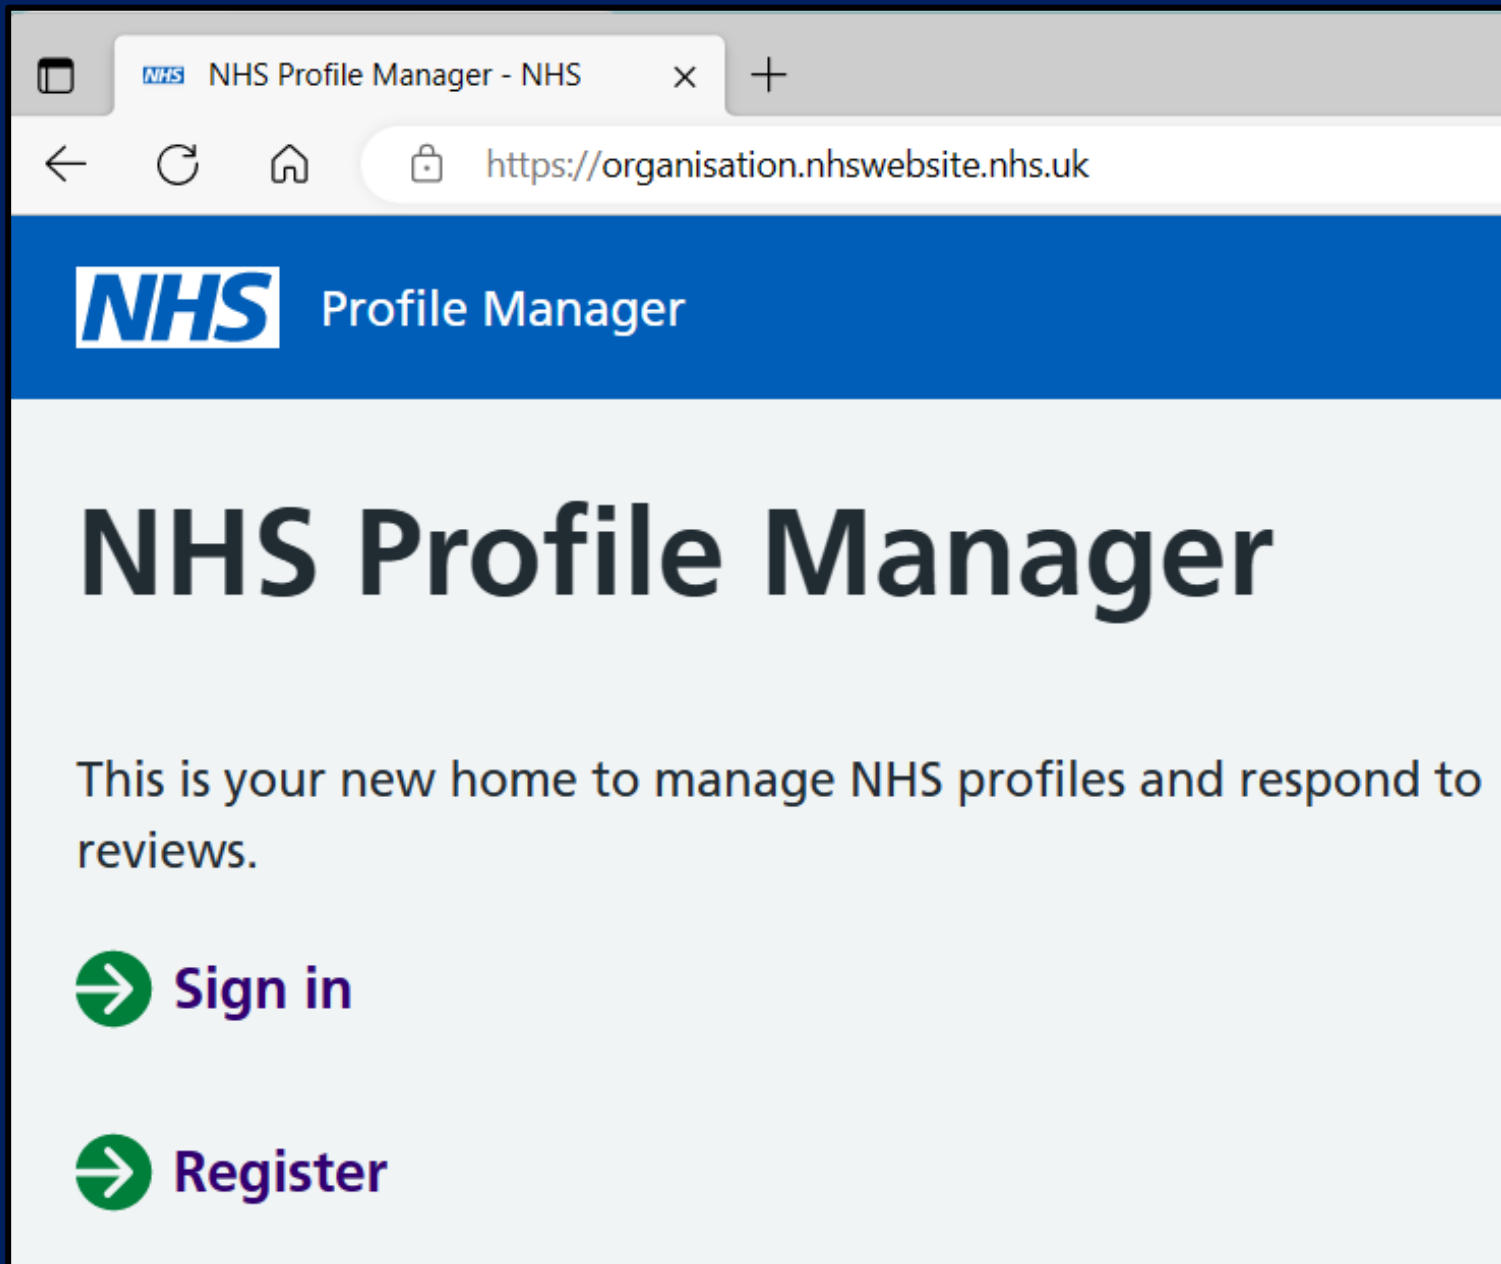 NHS NHS Profile Manager - NHS
https://organisation.nhswebsite.nhs.uk
NHS Profile Manager
NHS Profile Manager
This is your new home to manage NHS profiles and respond to
reviews.
Sign in
Register